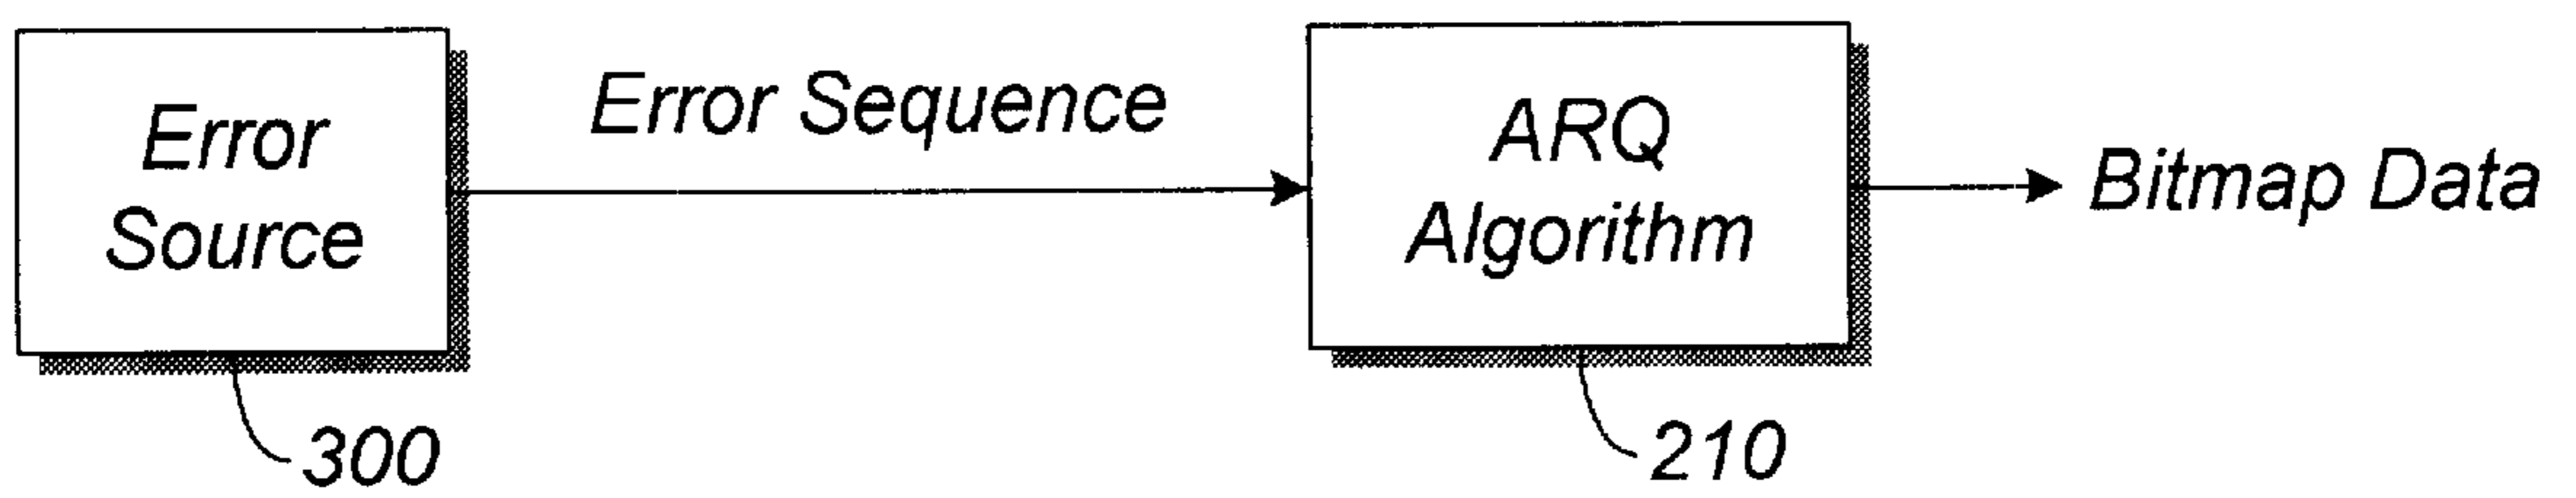 Error
Source
Error Sequence
ARQ
Algorithm
Bitmap Data
300
210